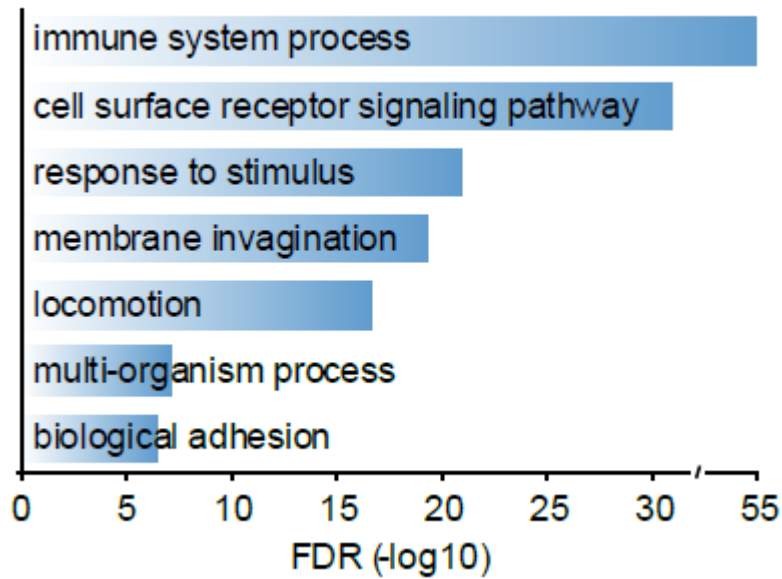 immune system process
cell surface receptor signaling pathway
response to stimulus
membrane invagination
locomotion
multi-organism process
biological adhesion
0 5 10 15 20 25 30 55
FDR (-log10)